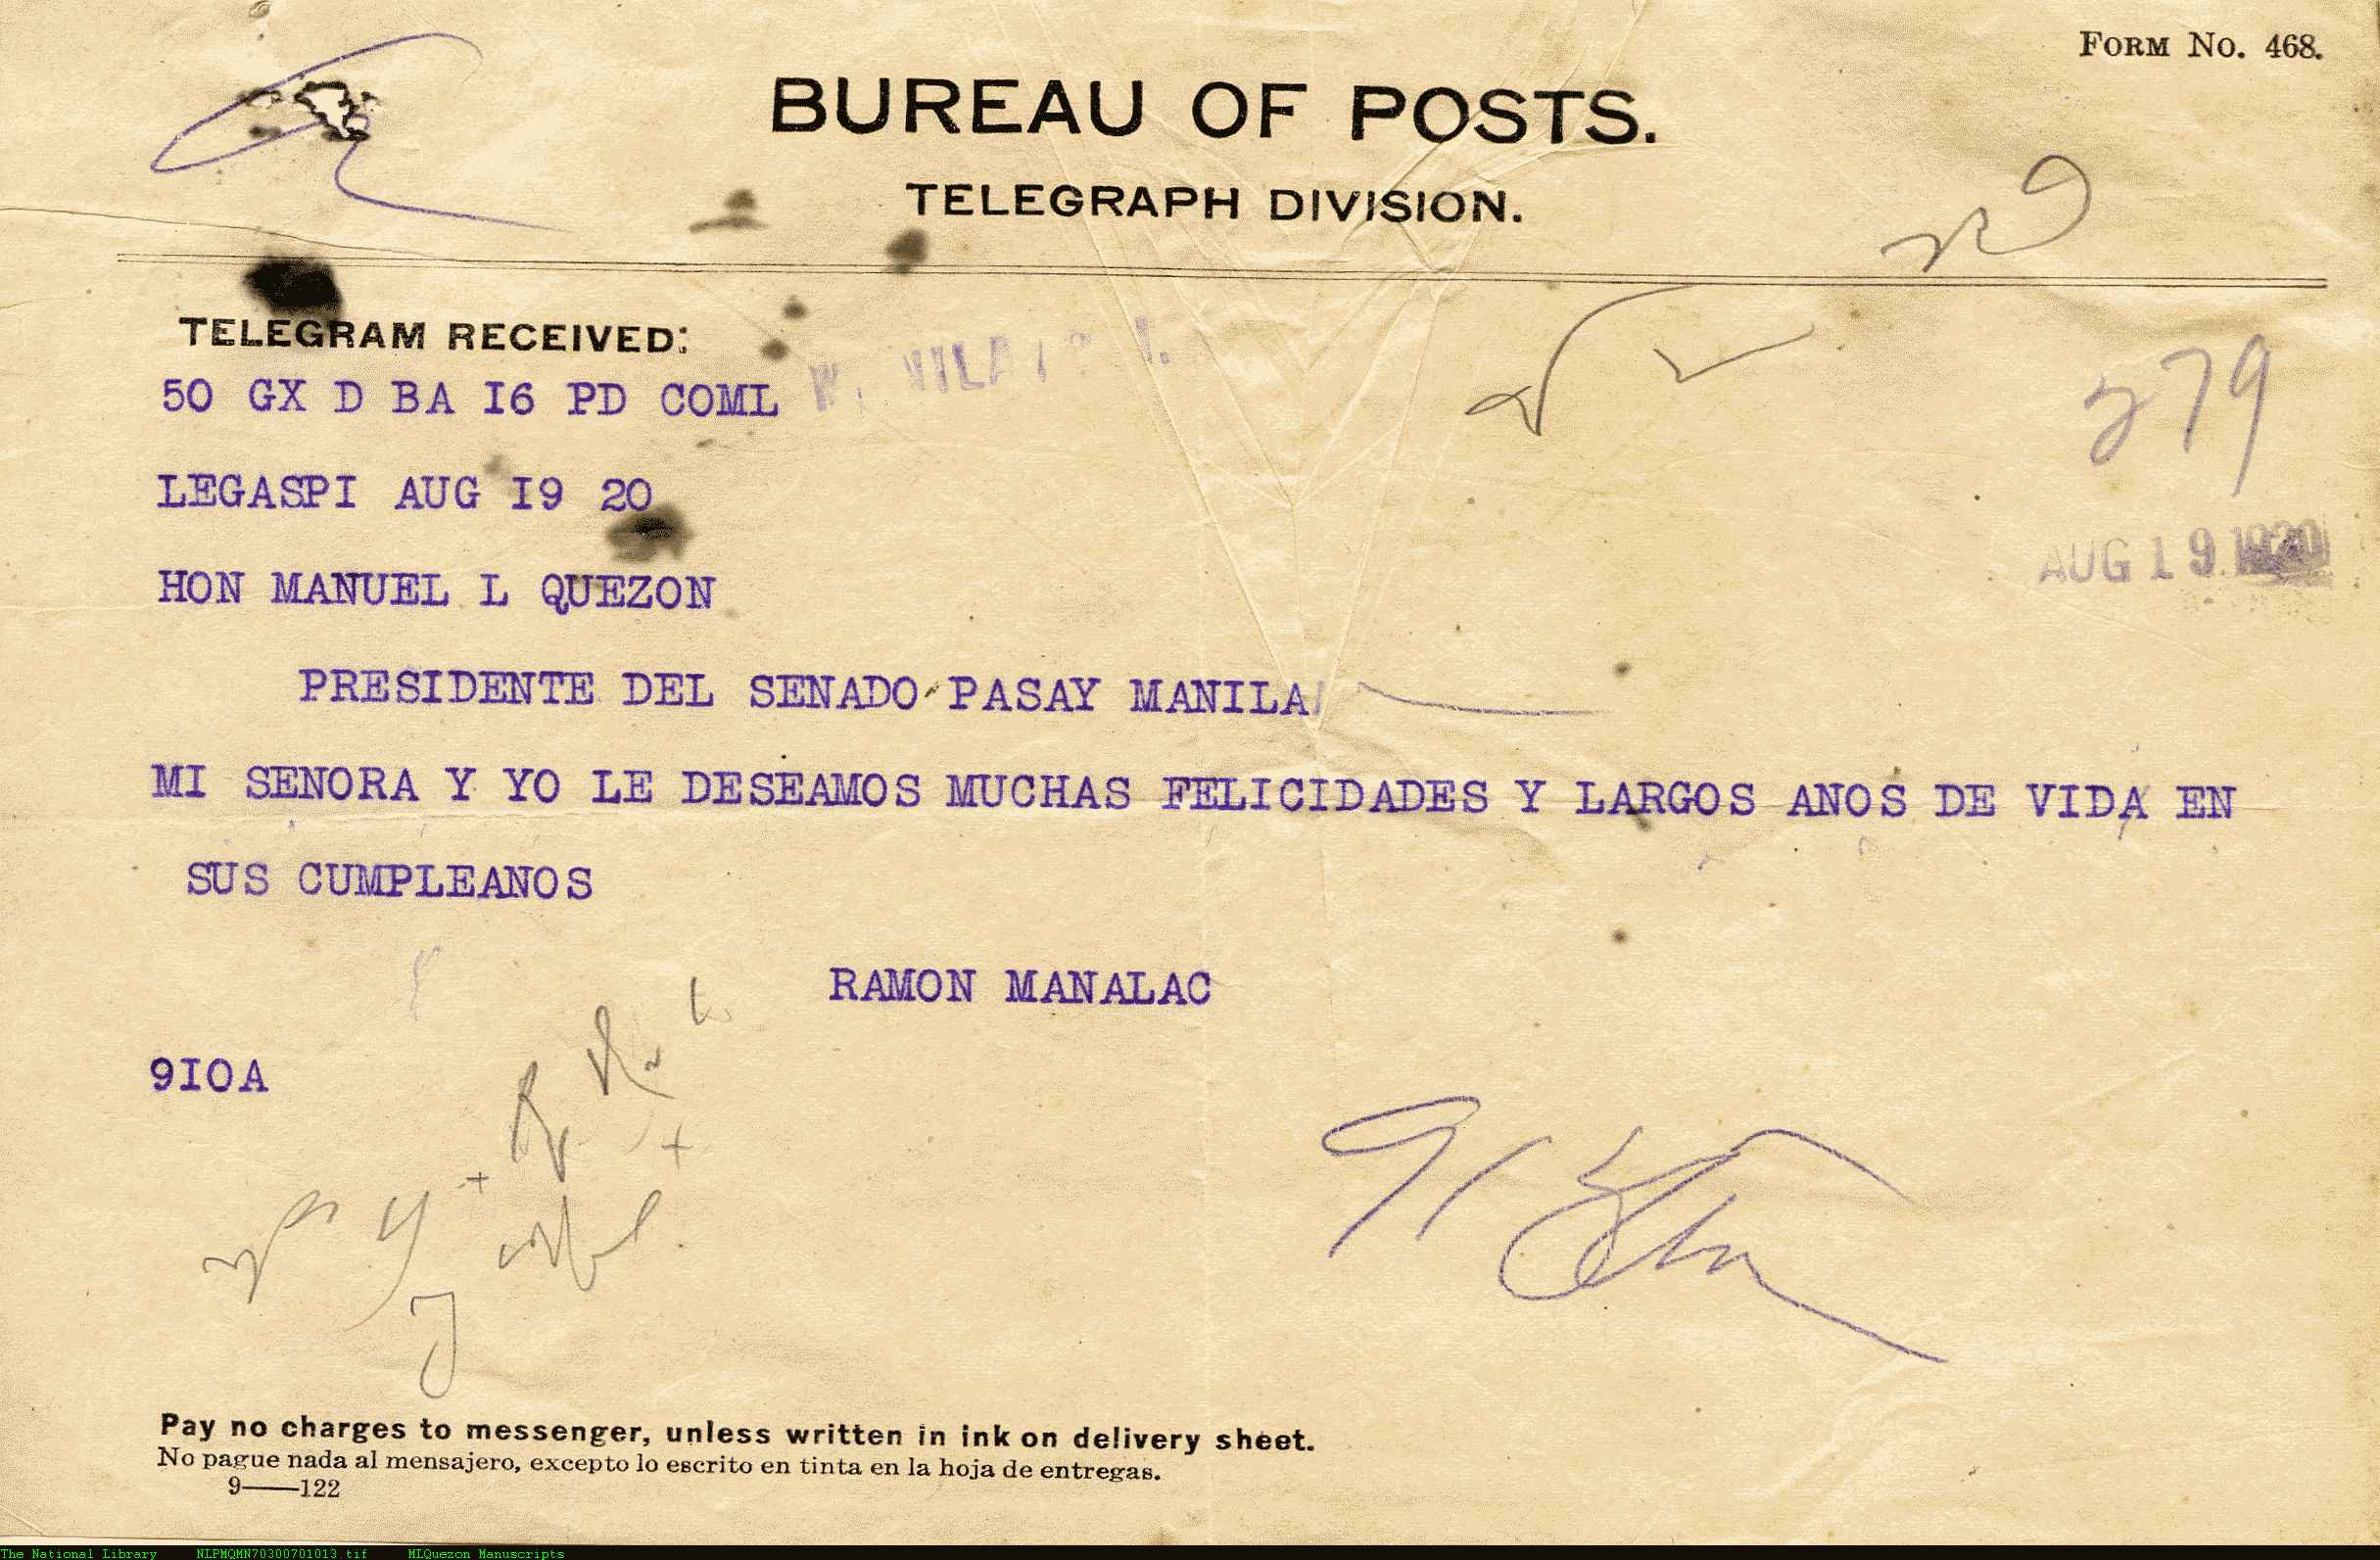 FORM No. 468.
BUREAU OF POSTS.
TELEGRAPH DIVISION.
TELEGRAM RECEIVED:
50 GX D BA I6 PD COML
379
LEGASPI AUG I9 20
AUG 19 1920
HON MANUEL L QUEZON
PRESIDENTE DEL SENADO PASAY MANILA
MI SENORA Y YO LE DESEAMOS MUCHAS FELICIDADES Y LARGOS ANOS DE VIDA EN
SUS CUMPLEANOS
RAMON MANALAC
9IOA
Pay no charges to messenger, unless written in ink on delivery sheet.
No pague nada al mensajero, excepto lo escrito en tinta en la hoja de entregas.
9——122
The National Library NLPMQMN70300701013.tif MLQuezon Manuscripts